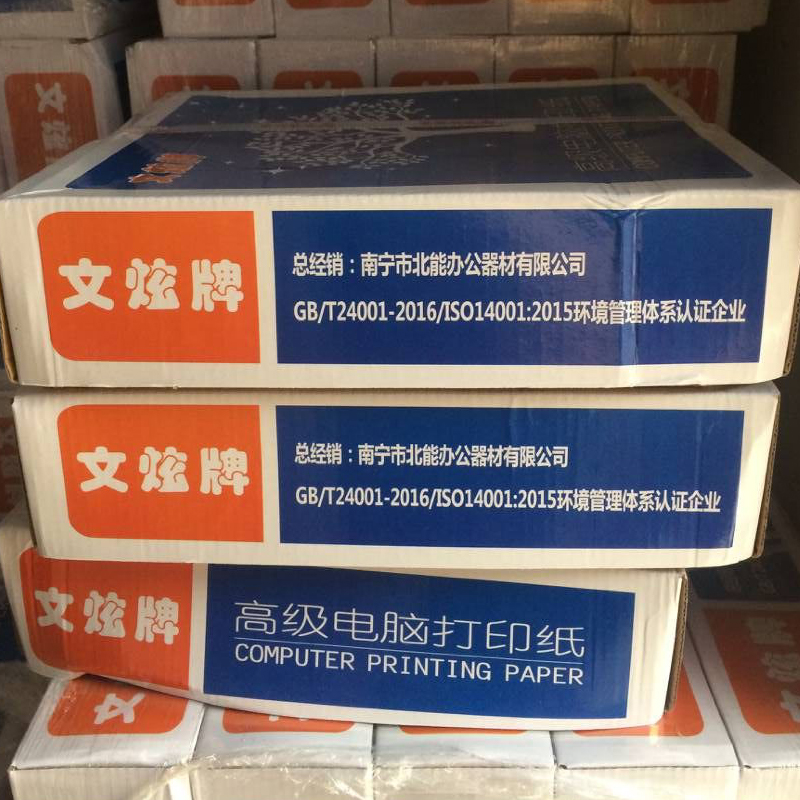 文炫牌
总经销：南宁市北能办公器材有限公司
GB/T24001-2016/ISO14001:2015环境管理体系认证企业
文炫牌
总经销：南宁市北能办公器材有限公司
GB/T24001-2016/ISO14001:2015环境管理体系认证企业
文炫牌
高级电脑打印纸
COMPUTER PRINTING PAPER
文炫
文